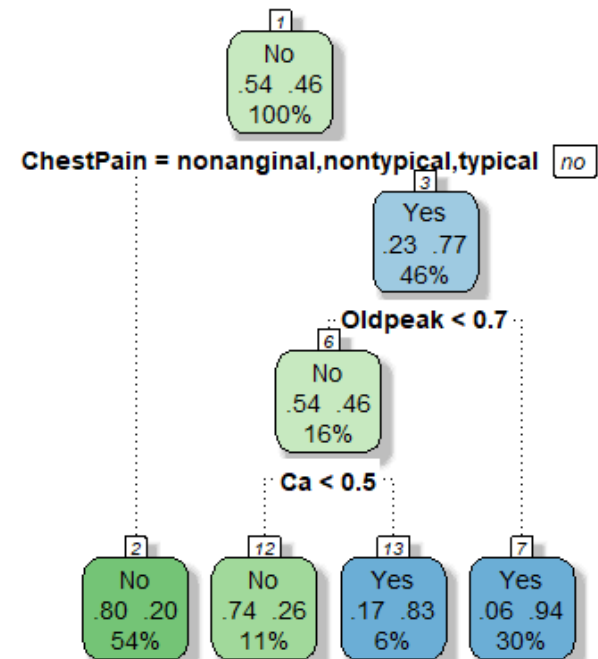 1
No
.54 .46
100%
ChestPain = nonanginal,nontypical,typical no
3
Yes
.23 .77
46%
Oldpeak < 0.7
6
No
.54 .46
16%
Ca < 0.5
2
No
.80 .20
54%
12
No
.74 .26
11%
13
Yes
.17 .83
6%
7
Yes
.06 .94
30%